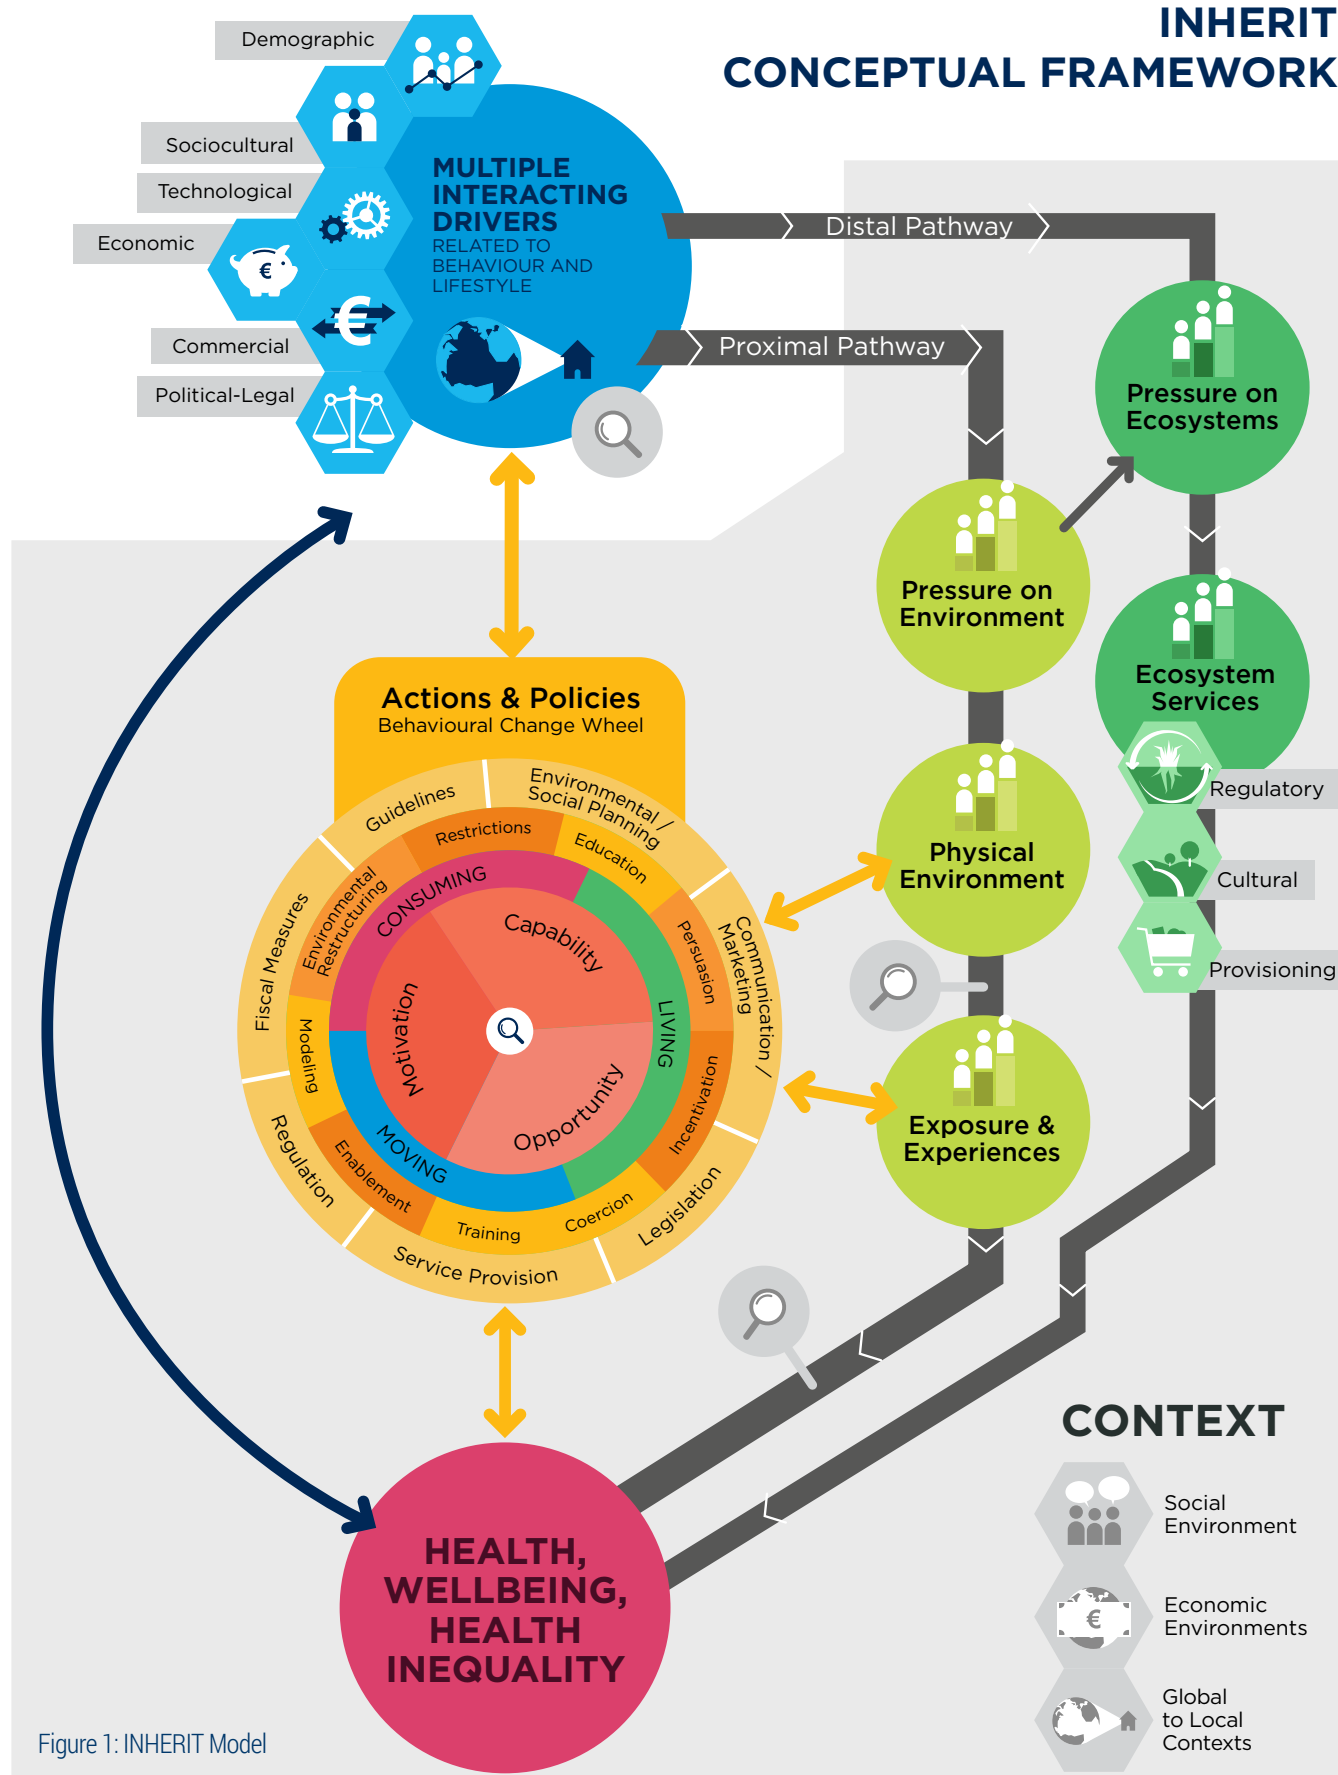 INHERIT
CONCEPTUAL FRAMEWORK
Demographic
Sociocultural
Technological
Economic
€
Commercial
€
Political-Legal
MULTIPLE
INTERACTING
DRIVERS
RELATED TO
BEHAVIOUR AND
LIFESTYLE
Distal Pathway
Proximal Pathway
Pressure on
Ecosystems
Pressure on
Environment
Ecosystem
Services
Regulatory
Cultural
Provisioning
Physical
Environment
Exposure &
Experiences
Actions & Policies
Behavioural Change Wheel
Guidelines
Environmental /
Social Planning
Communication /
Marketing
Legislation
Service Provision
Regulation
Fiscal Measures
Restrictions
Education
Persuasion
Incentivation
Coercion
Training
Enablement
Modeling
Environmental
Restructuring
CONSUMING
LIVING
MOVING
Capability
Opportunity
Motivation
HEALTH,
WELLBEING,
HEALTH
INEQUALITY
CONTEXT
Social
Environment
€
Economic
Environments
Global
to Local
Contexts
Figure 1: INHERIT Model